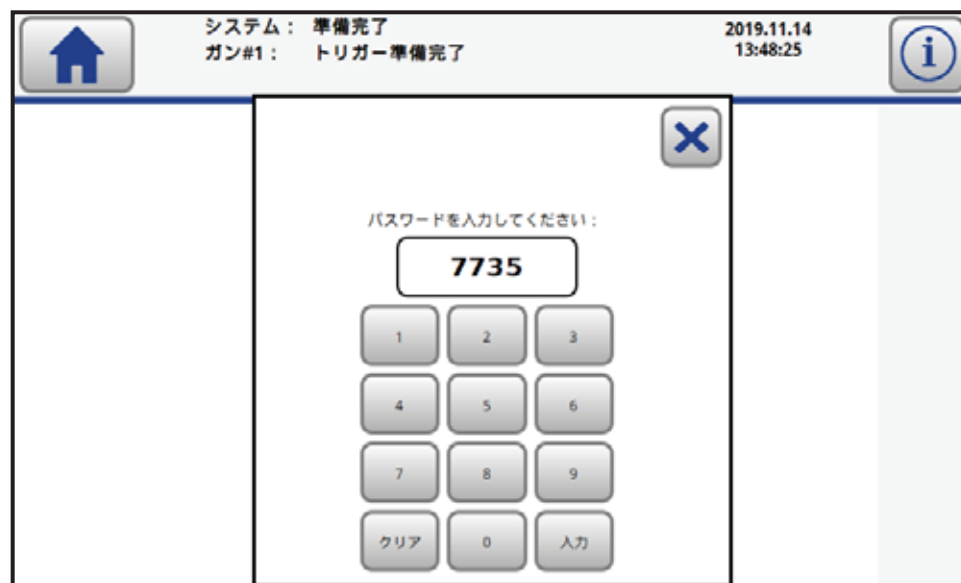 システム： 準備完了
ガン#1： トリガー準備完了
2019.11.14
13:48:25
i
パスワードを入力してください：
7735
1 2 3
4 5 6
7 8 9
クリア 0 入力